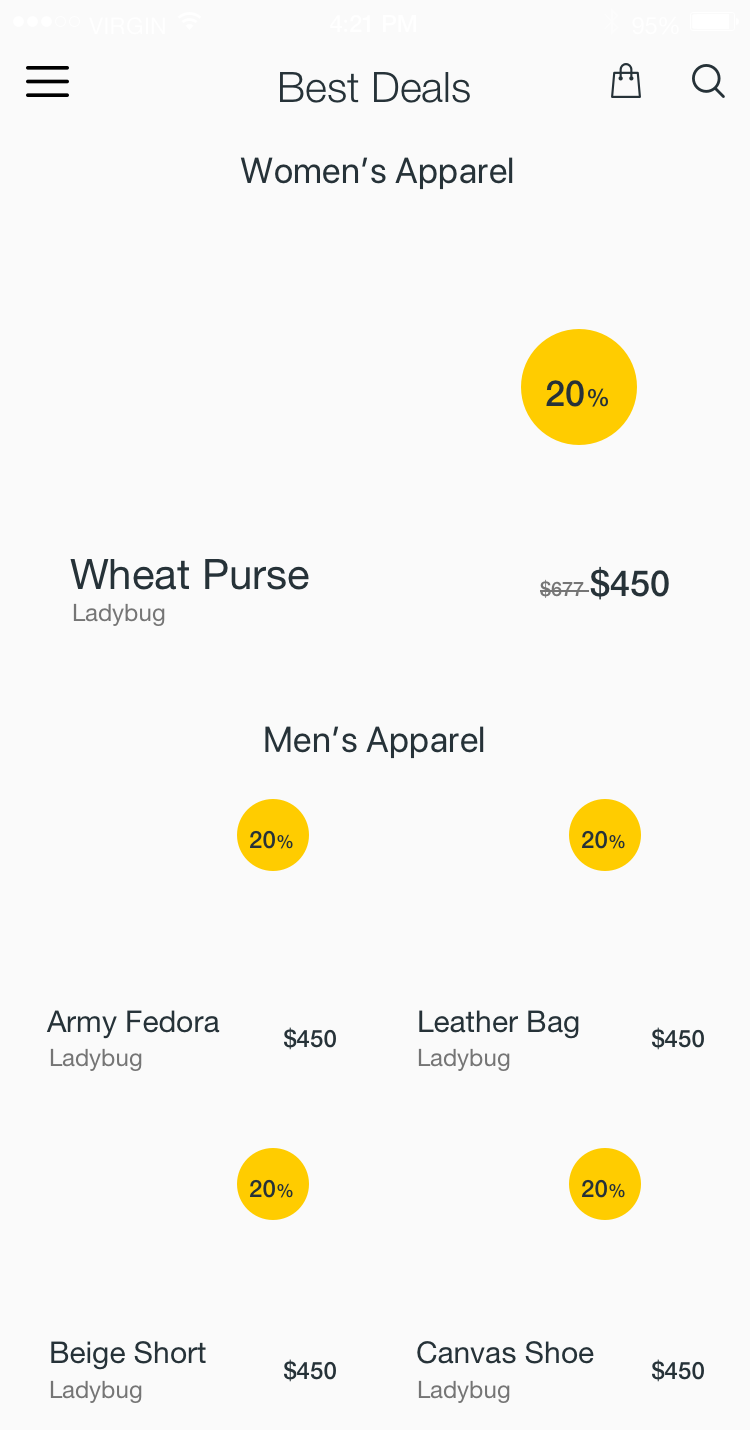 VIRGIN 4:21 PM 95%
Best Deals
Women’s Apparel
20%
Wheat Purse
$677 $450
Ladybug
Men’s Apparel
20% 20%
Army Fedora $450 Leather Bag $450
Ladybug Ladybug
20% 20%
Beige Short $450 Canvas Shoe $450
Ladybug Ladybug